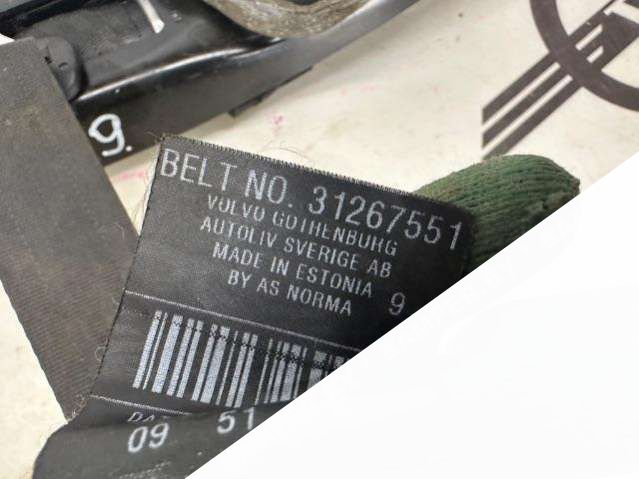 9.
BELT NO. 31267551
VOLVO GOTHENBURG
AUTOLIV SVERIGE AB
MADE IN ESTONIA
BY AS NORMA 9
09 51